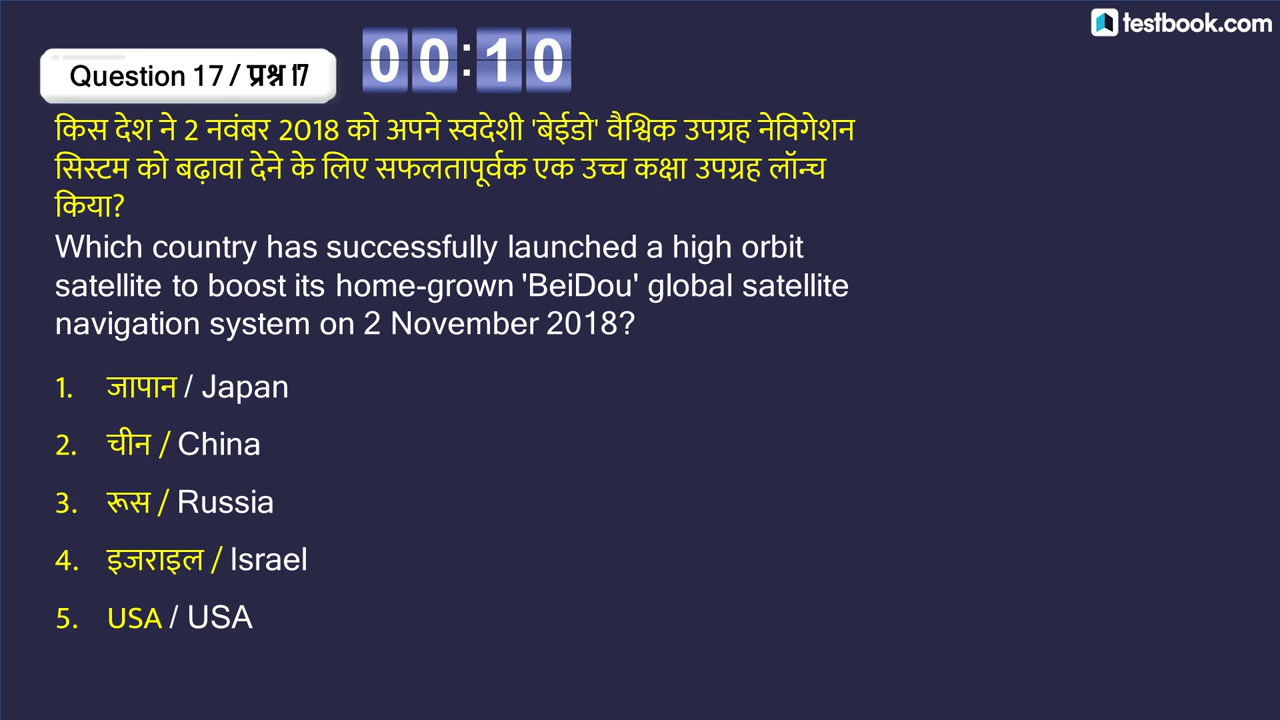 testbook.com
Question 17 / प्रश्न 17
00:10
किस देश ने 2 नवंबर 2018 को अपने स्वदेशी 'बेईडो' वैश्विक उपग्रह नेविगेशन
सिस्टम को बढ़ावा देने के लिए सफलतापूर्वक एक उच्च कक्षा उपग्रह लॉन्च
किया?
Which country has successfully launched a high orbit
satellite to boost its home-grown 'BeiDou' global satellite
navigation system on 2 November 2018?
1. जापान / Japan
2. चीन / China
3. रूस / Russia
4. इजराइल / Israel
5. USA / USA